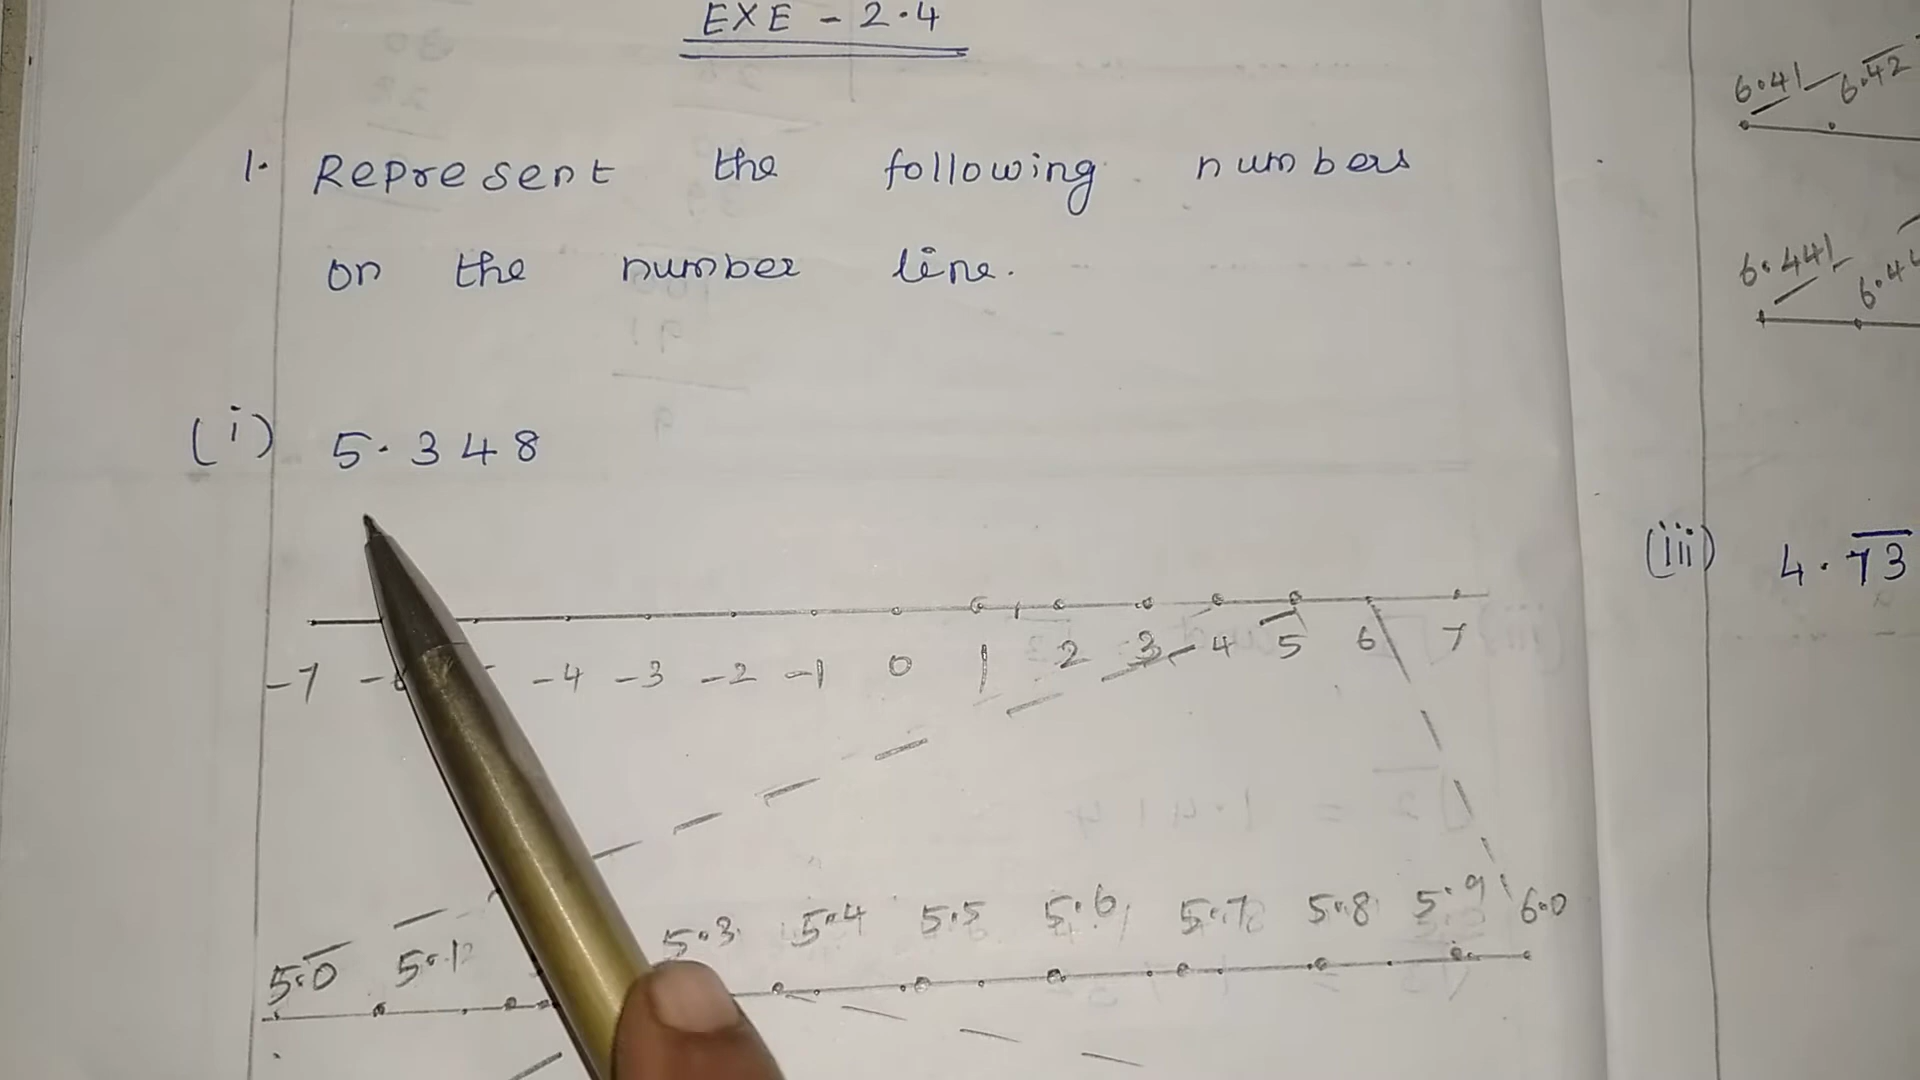 EXE - 2.4
1. Represent the following numbers
on the number line.
(i) 5.348
-7 -4 -3 -2 -1 0 1 2 3 4 5 6 7
5.0 5.1 5.3 5.4 5.5 5.6 5.7 5.8 5.9 6.0
6.41 6.42
6.441
(iii) 4.7̅3̅